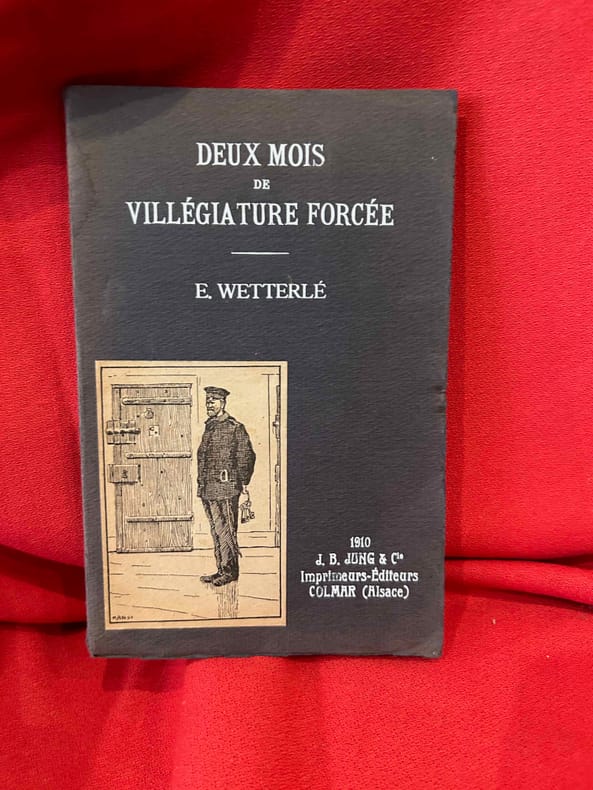 DEUX MOIS
DE
VILLÉGIATURE FORCÉE
E. WETTERLÉ
1910
J. B. JUNG & Cie
Imprimeurs-Éditeurs
COLMAR (Alsace)